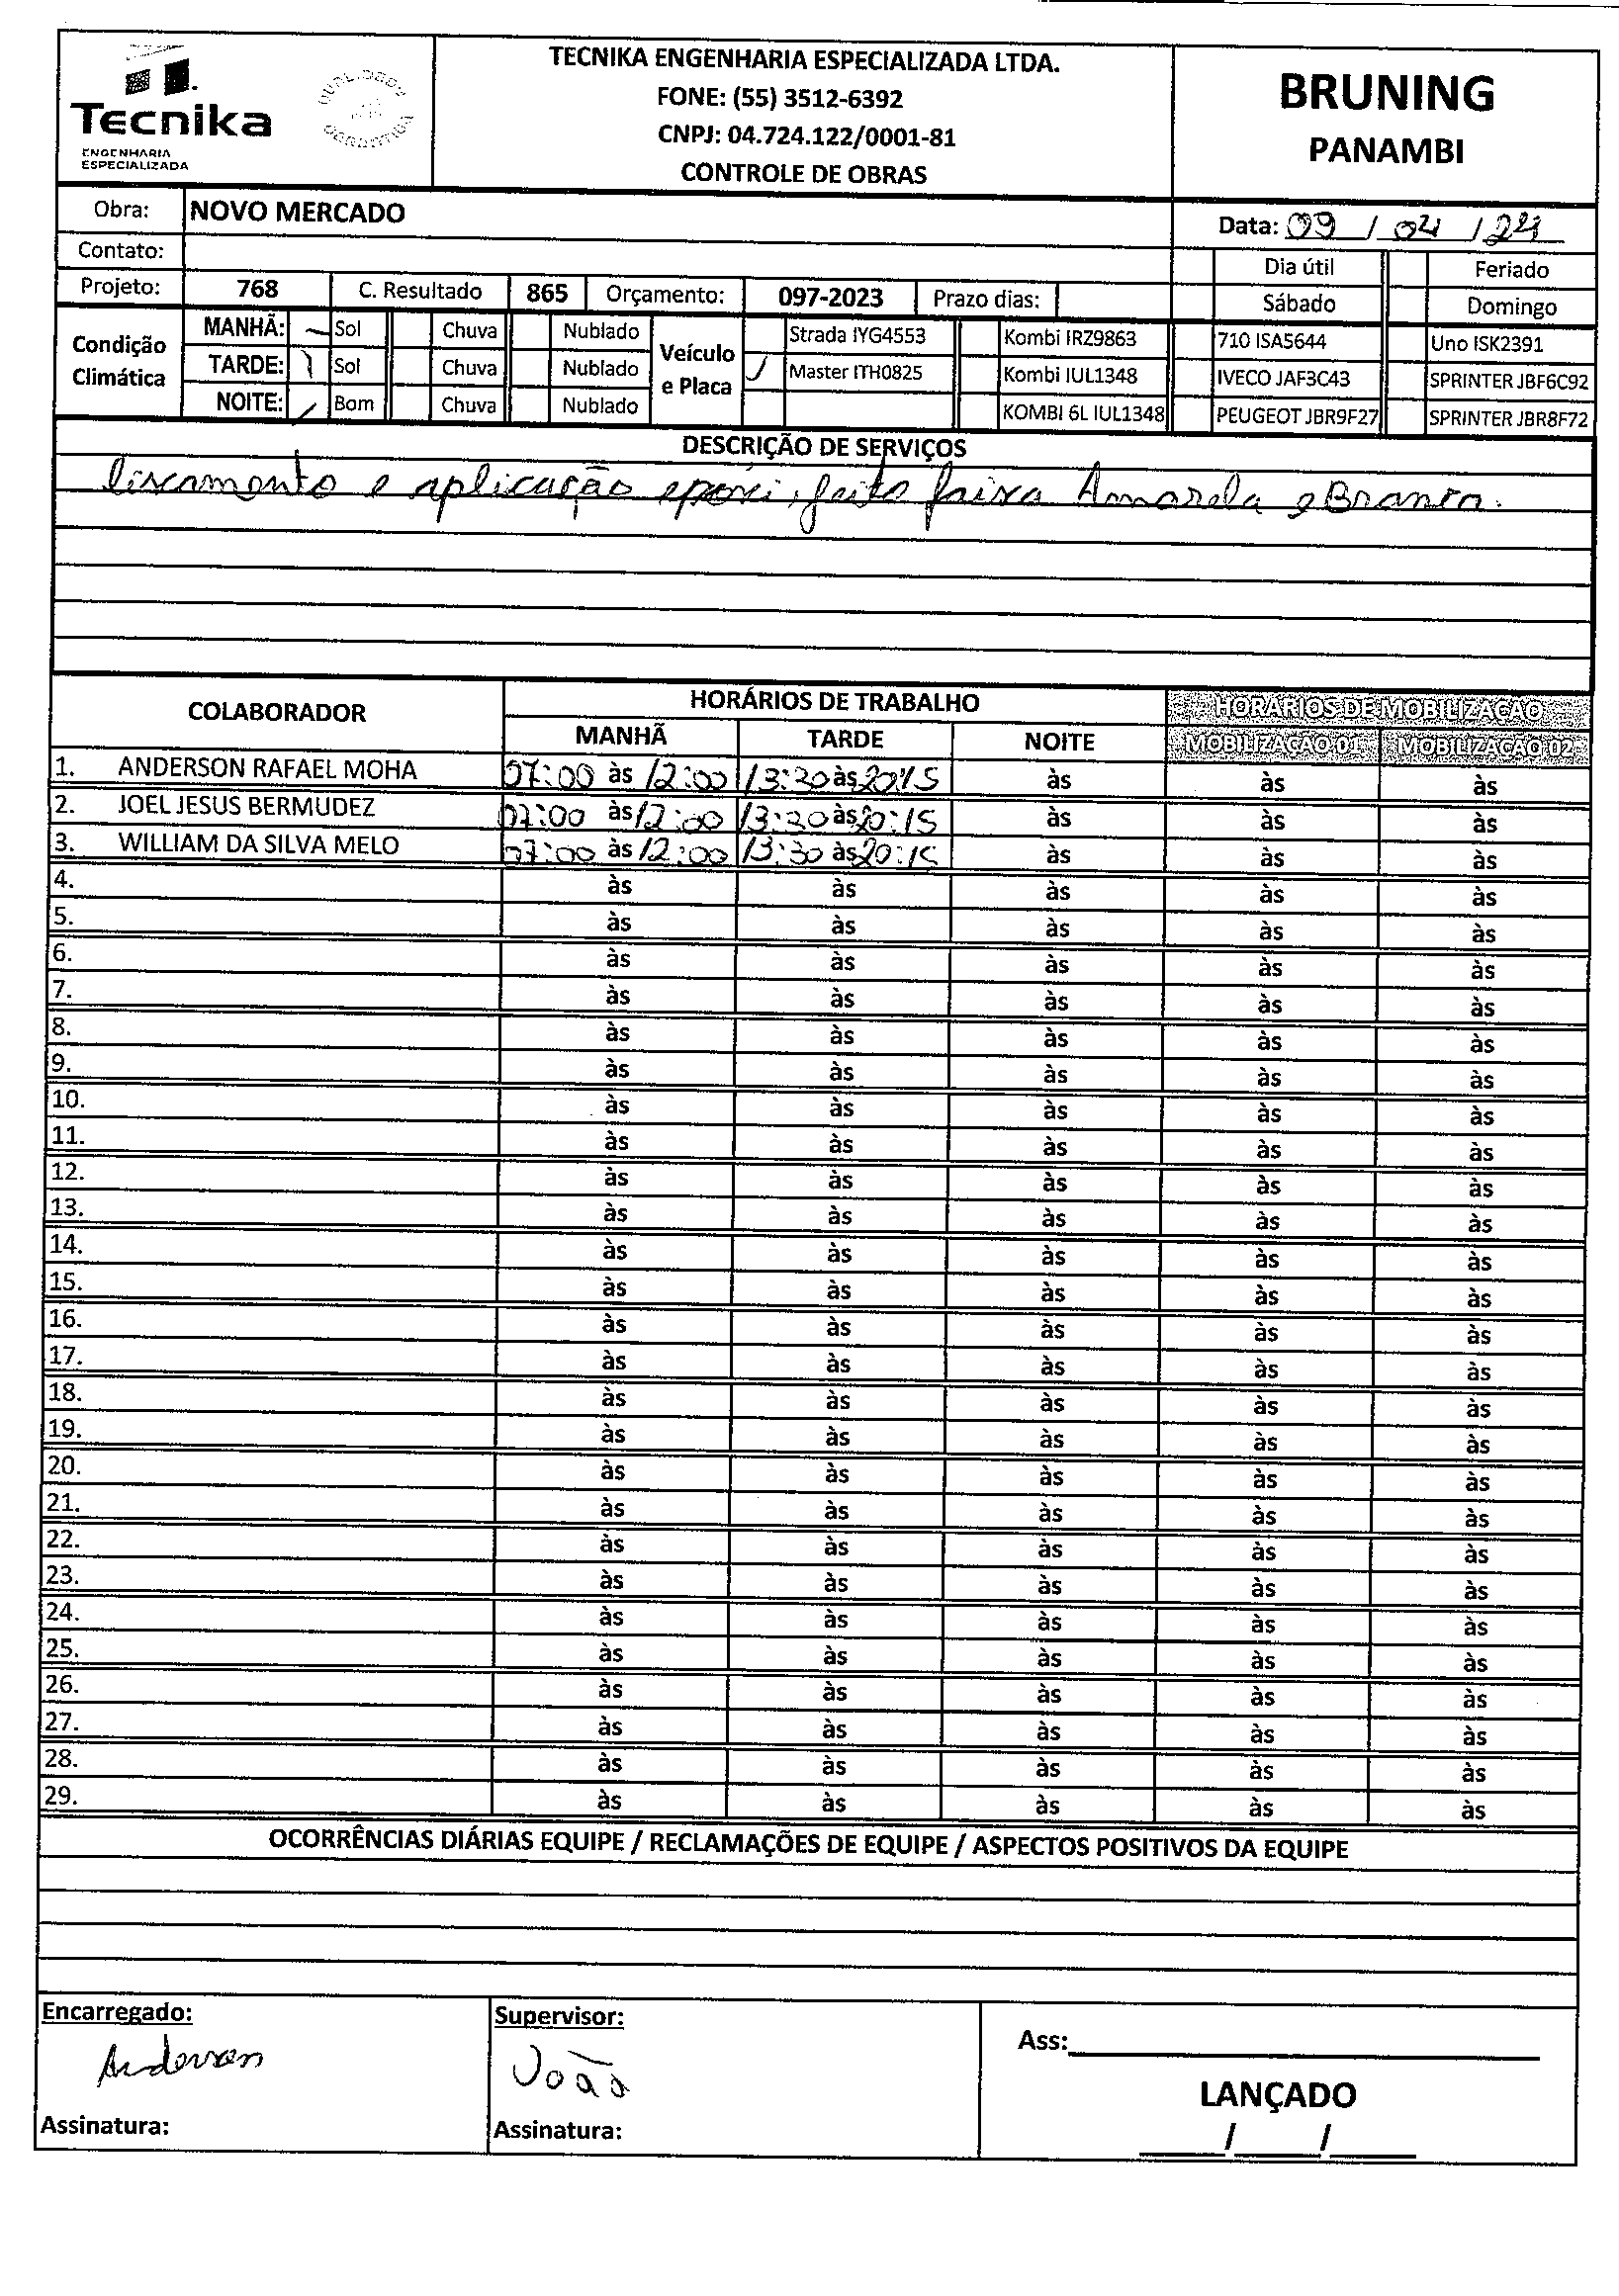 Tecnika
ENGENHARIA
ESPECIALIZADA
TECNIKA ENGENHARIA ESPECIALIZADA LTDA.
FONE: (55) 3512-6392
CNPJ: 04.724.122/0001-81
CONTROLE DE OBRAS
BRUNING
PANAMBI
Obra: NOVO MERCADO
Data: 09 / 04 / 24
Contato:
Dia útil Feriado
Projeto: 768 C. Resultado 865 Orçamento: 097-2023 Prazo dias:
Sábado Domingo
Condição Climática
MANHÃ: Sol Chuva Nublado
TARDE: Sol Chuva Nublado
NOITE: Bom Chuva Nublado
Veículo e Placa
Strada IYG4553 Kombi IRZ9863 710 ISA5644 Uno ISK2391
Master ITH0825 Kombi IUL1348 IVECO JAF3C43 SPRINTER JBF6C92
KOMBI 6L IUL1348 PEUGEOT JBR9F27 SPRINTER JBR8F72
DESCRIÇÃO DE SERVIÇOS
lixamento e aplicação epóxi, feito faixa Amarela e Branca.
COLABORADOR HORÁRIOS DE TRABALHO HORÁRIOS DE MOBILIZAÇÃO
MANHÃ TARDE NOITE MOBILIZAÇÃO 01 MOBILIZAÇÃO 02
1. ANDERSON RAFAEL MOHA 07:00 às 12:00 13:30 às 20:15 às às às
2. JOEL JESUS BERMUDEZ 07:00 às 12:00 13:30 às 20:15 às às às
3. WILLIAM DA SILVA MELO 07:00 às 12:00 13:30 às 20:15 às às às
4. às às às às às
5. às às às às às
6. às às às às às
7. às às às às às
8. às às às às às
9. às às às às às
10. às às às às às
11. às às às às às
12. às às às às às
13. às às às às às
14. às às às às às
15. às às às às às
16. às às às às às
17. às às às às às
18. às às às às às
19. às às às às às
20. às às às às às
21. às às às às às
22. às às às às às
23. às às às às às
24. às às às às às
25. às às às às às
26. às às às às às
27. às às às às às
28. às às às às às
29. às às às às às
OCORRÊNCIAS DIÁRIAS EQUIPE / RECLAMAÇÕES DE EQUIPE / ASPECTOS POSITIVOS DA EQUIPE
Encarregado:
Anderson
Assinatura:
Supervisor:
João
Assinatura:
Ass:
LANÇADO
/ /